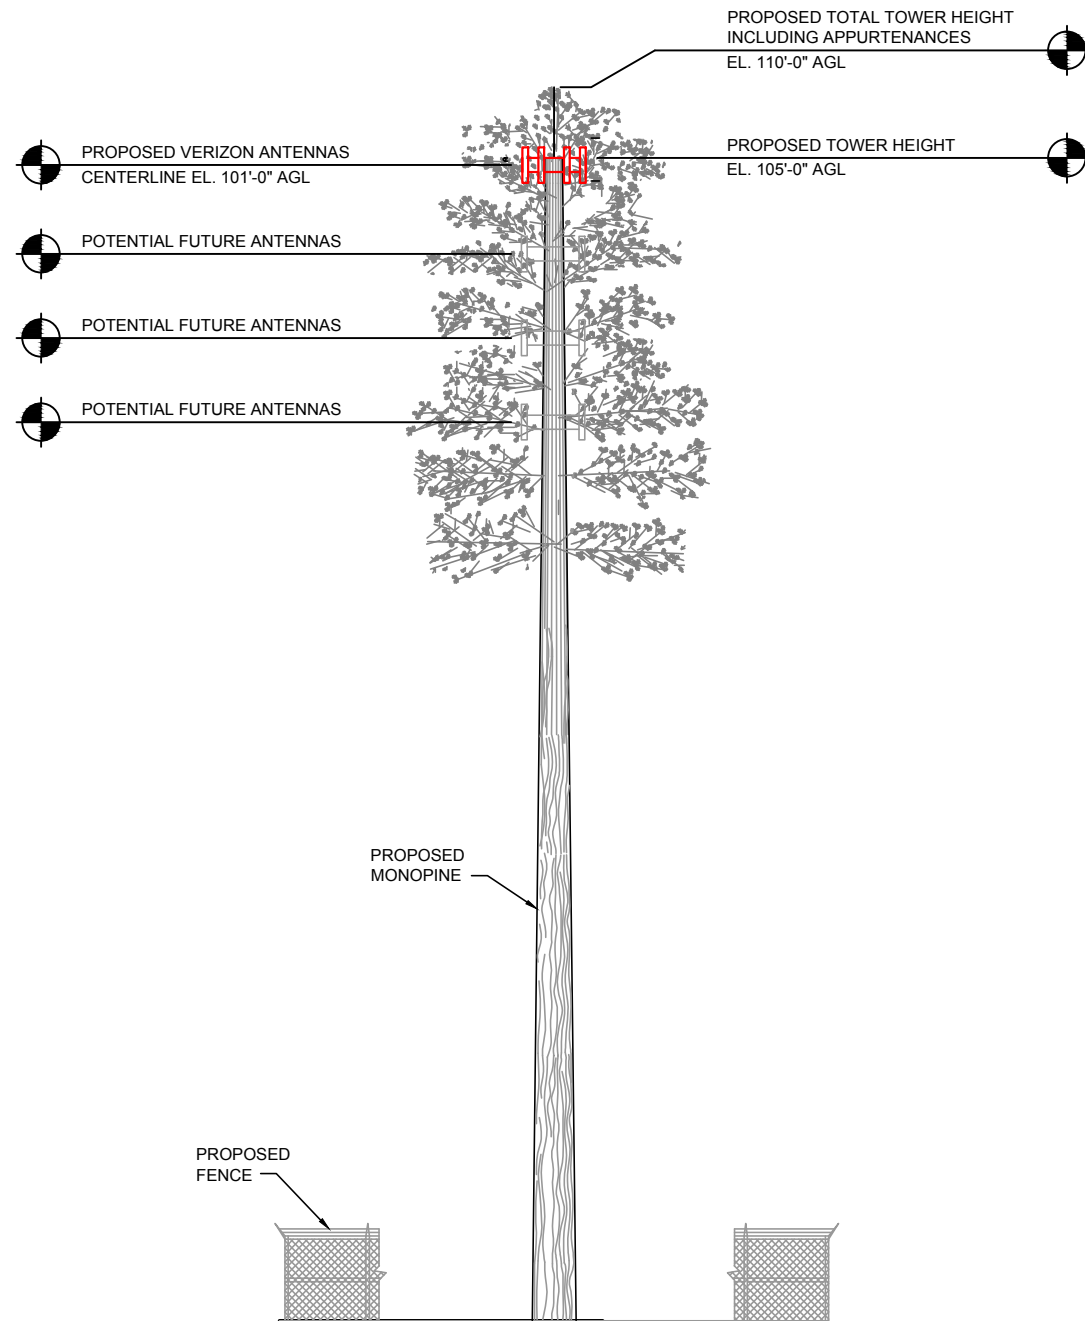 PROPOSED TOTAL TOWER HEIGHT
INCLUDING APPURTENANCES
EL. 110'-0" AGL
PROPOSED VERIZON ANTENNAS
CENTERLINE EL. 101'-0" AGL
PROPOSED TOWER HEIGHT
EL. 105'-0" AGL
POTENTIAL FUTURE ANTENNAS
POTENTIAL FUTURE ANTENNAS
POTENTIAL FUTURE ANTENNAS
PROPOSED
MONOPINE
PROPOSED
FENCE